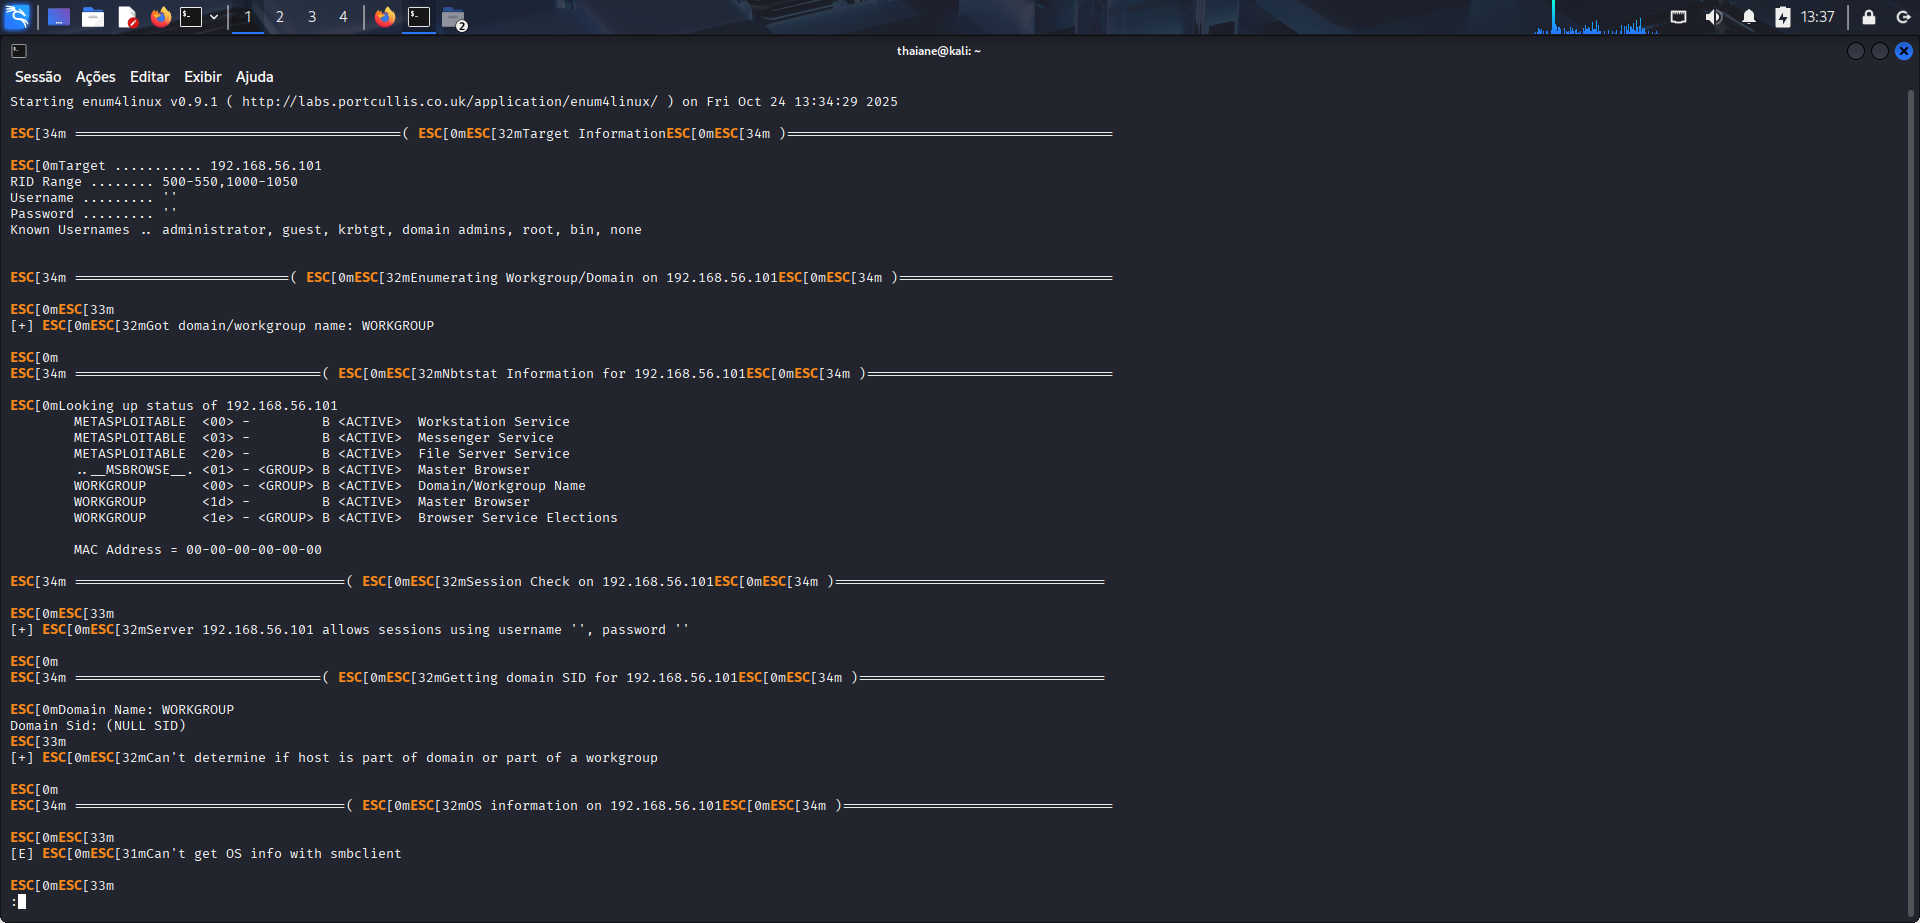 1 2 3 4 2 13:37
thaiane@kali: ~
Sessão Ações Editar Exibir Ajuda
Starting enum4linux v0.9.1 ( http://labs.portcullis.co.uk/application/enum4linux/ ) on Fri Oct 24 13:34:29 2025
ESC[34m =========================================( ESC[0mESC[32mTarget InformationESC[0mESC[34m )=========================================
ESC[0mTarget ........... 192.168.56.101
RID Range ........ 500-550,1000-1050
Username ......... ''
Password ......... ''
Known Usernames .. administrator, guest, krbtgt, domain admins, root, bin, none
ESC[34m ===========================( ESC[0mESC[32mEnumerating Workgroup/Domain on 192.168.56.101ESC[0mESC[34m )===========================
ESC[0mESC[33m
[+] ESC[0mESC[32mGot domain/workgroup name: WORKGROUP
ESC[0m
ESC[34m ===============================( ESC[0mESC[32mNbtstat Information for 192.168.56.101ESC[0mESC[34m )===============================
ESC[0mLooking up status of 192.168.56.101
METASPLOITABLE <00> - B <ACTIVE> Workstation Service
METASPLOITABLE <03> - B <ACTIVE> Messenger Service
METASPLOITABLE <20> - B <ACTIVE> File Server Service
..__MSBROWSE__. <01> - <GROUP> B <ACTIVE> Master Browser
WORKGROUP <00> - <GROUP> B <ACTIVE> Domain/Workgroup Name
WORKGROUP <1d> - B <ACTIVE> Master Browser
WORKGROUP <1e> - <GROUP> B <ACTIVE> Browser Service Elections
MAC Address = 00-00-00-00-00-00
ESC[34m ==================================( ESC[0mESC[32mSession Check on 192.168.56.101ESC[0mESC[34m )==================================
ESC[0mESC[33m
[+] ESC[0mESC[32mServer 192.168.56.101 allows sessions using username '', password ''
ESC[0m
ESC[34m ===============================( ESC[0mESC[32mGetting domain SID for 192.168.56.101ESC[0mESC[34m )===============================
ESC[0mDomain Name: WORKGROUP
Domain Sid: (NULL SID)
ESC[33m
[+] ESC[0mESC[32mCan't determine if host is part of domain or part of a workgroup
ESC[0m
ESC[34m ==================================( ESC[0mESC[32mOS information on 192.168.56.101ESC[0mESC[34m )==================================
ESC[0mESC[33m
[E] ESC[0mESC[31mCan't get OS info with smbclient
ESC[0mESC[33m
: